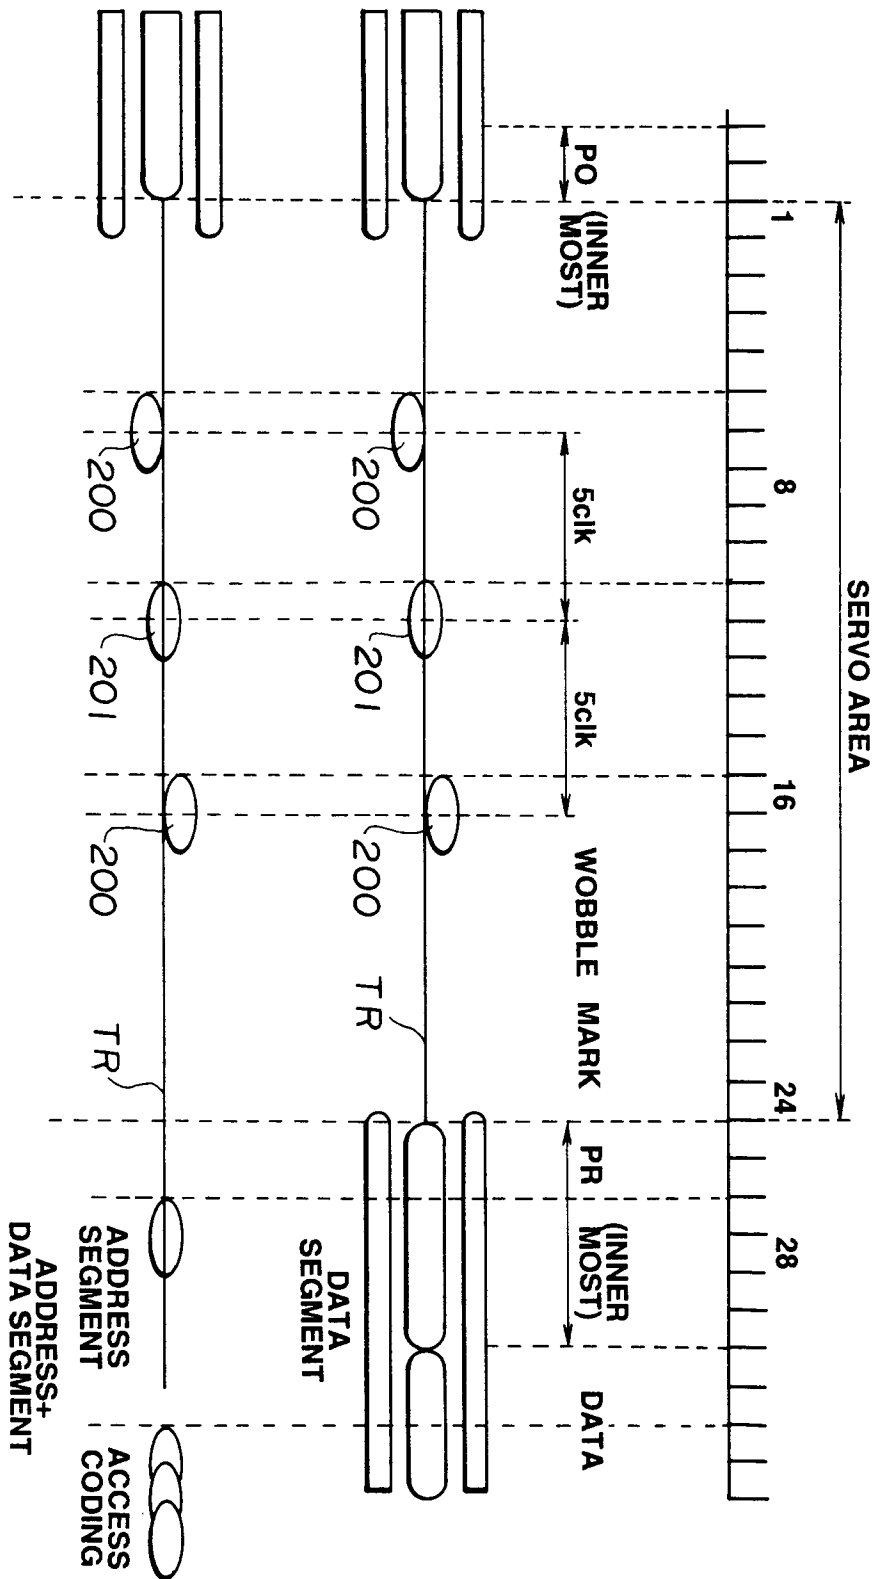 SERVO AREA
1
8
16
24
28
PO
(INNER
MOST)
5clk
5clk
WOBBLE MARK
PR
(INNER
MOST)
DATA
200
201
200
TR
DATA
SEGMENT
200
201
200
TR
ADDRESS
SEGMENT
ACCESS
CODING
ADDRESS+
DATA SEGMENT